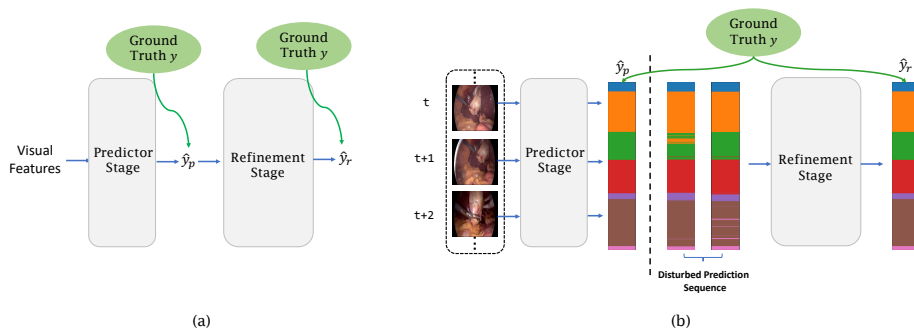 Ground
Truth y
Ground
Truth y
Visual
Features
Predictor
Stage
ŷp
Refinement
Stage
ŷr
(a)
Ground
Truth y
t
t+1
t+2
Predictor
Stage
ŷp
Disturbed Prediction
Sequence
Refinement
Stage
ŷr
(b)